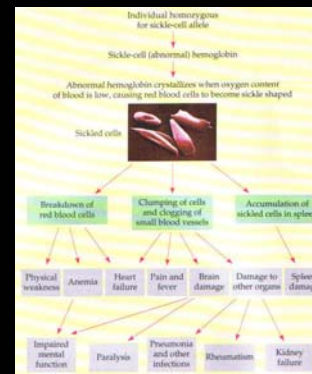 Individual homozygous
for sickle-cell allele
Sickle-cell (abnormal) hemoglobin
Abnormal hemoglobin crystallizes when oxygen content
of blood is low, causing red blood cells to become sickle shaped
Sickled cells
Breakdown of
red blood cells
Clumping of cells
and clogging of
small blood vessels
Accumulation of
sickled cells in spleen
Physical
weakness
Anemia
Heart
failure
Pain and
fever
Brain
damage
Damage to
other organs
Spleen
damage
Impaired
mental
function
Paralysis
Pneumonia
and other
infections
Rheumatism
Kidney
failure